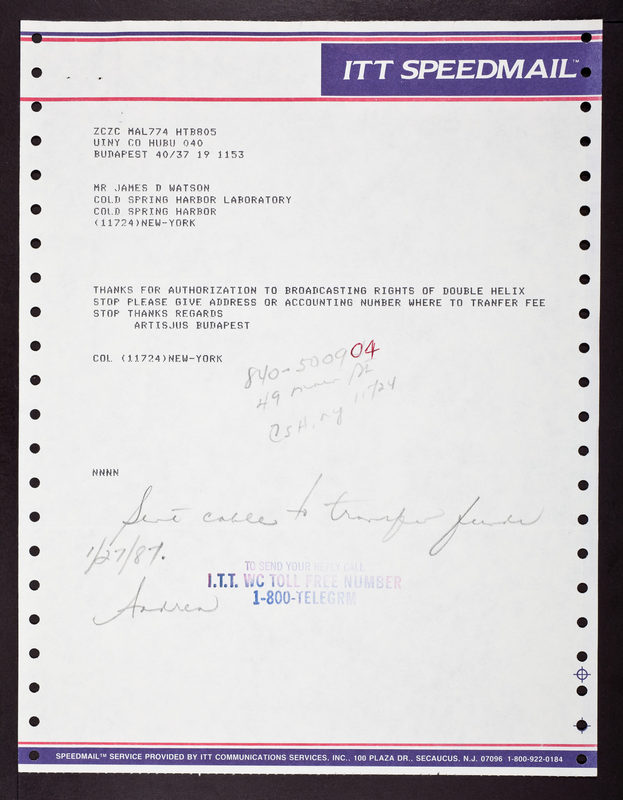 ITT SPEEDMAIL™
ZCZC MAL774 HTB805
UINY CO HUBU 040
BUDAPEST 40/37 19 1153
MR JAMES D WATSON
COLD SPRING HARBOR LABORATORY
COLD SPRING HARBOR
(11724)NEW-YORK
THANKS FOR AUTHORIZATION TO BROADCASTING RIGHTS OF DOUBLE HELIX
STOP PLEASE GIVE ADDRESS OR ACCOUNTING NUMBER WHERE TO TRANFER FEE
STOP THANKS REGARDS
ARTISJUS BUDAPEST
COL (11724)NEW-YORK
840-500904
49
CSH, NY 11724
NNNN
Sent cable to transfer funds
1/27/87.
Andrea
TO SEND YOUR REPLY CALL
I.T.T. WC TOLL FREE NUMBER
1-800-TELEGRM
SPEEDMAIL™ SERVICE PROVIDED BY ITT COMMUNICATIONS SERVICES, INC., 100 PLAZA DR., SECAUCUS, N.J. 07096 1-800-922-0184